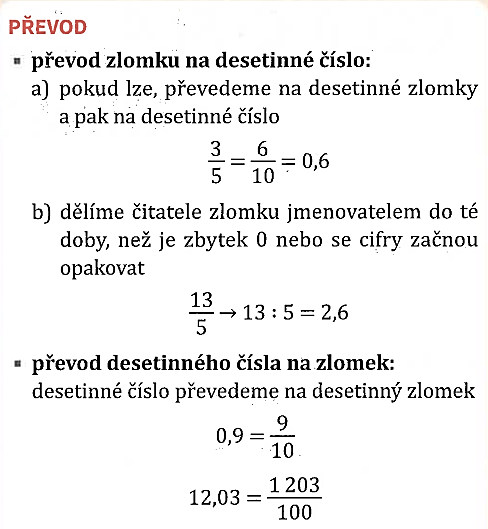 PŘEVOD
▪ převod zlomku na desetinné číslo:
a) pokud lze, převedeme na desetinné zlomky
a pak na desetinné číslo
3/5 = 6/10 = 0,6
b) dělíme čitatele zlomku jmenovatelem do té
doby, než je zbytek 0 nebo se cifry začnou
opakovat
13/5 → 13 : 5 = 2,6
▪ převod desetinného čísla na zlomek:
desetinné číslo převedeme na desetinný zlomek
0,9 = 9/10
12,03 = 1 203/100